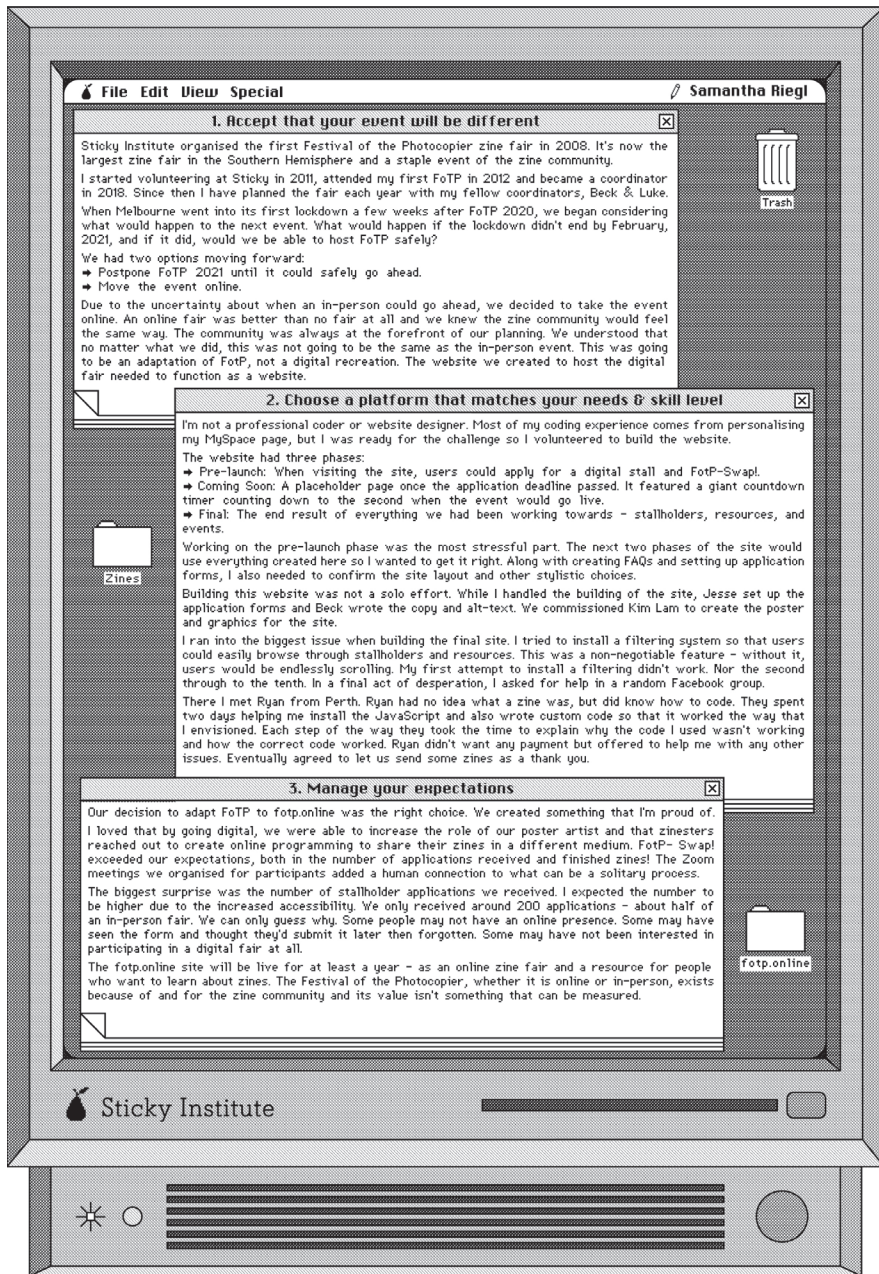 File Edit View Special
Samantha Riegl
1. Accept that your event will be different
Sticky Institute organised the first Festival of the Photocopier zine fair in 2008. It's now the
largest zine fair in the Southern Hemisphere and a staple event of the zine community.
I started volunteering at Sticky in 2011, attended my first FoTP in 2012 and became a coordinator
in 2018. Since then I have planned the fair each year with my fellow coordinators, Beck & Luke.
When Melbourne went into its first lockdown a few weeks after FoTP 2020, we began considering
what would happen to the next event. What would happen if the lockdown didn't end by February,
2021, and if it did, would we be able to host FoTP safely?
We had two options moving forward:
➡ Postpone FoTP 2021 until it could safely go ahead.
➡ Move the event online.
Due to the uncertainty about when an in-person could go ahead, we decided to take the event
online. An online fair was better than no fair at all and we knew the zine community would feel
the same way. The community was always at the forefront of our planning. We understood that
no matter what we did, this was not going to be the same as the in-person event. This was going
to be an adaptation of FotP, not a digital recreation. The website we created to host the digital
fair needed to function as a website.
Trash
2. Choose a platform that matches your needs & skill level
I'm not a professional coder or website designer. Most of my coding experience comes from personalising
my MySpace page, but I was ready for the challenge so I volunteered to build the website.
The website had three phases:
➡ Pre-launch: When visiting the site, users could apply for a digital stall and FotP-Swap!.
➡ Coming Soon: A placeholder page once the application deadline passed. It featured a giant countdown
timer counting down to the second when the event would go live.
➡ Final: The end result of everything we had been working towards - stallholders, resources, and
events.
Working on the pre-launch phase was the most stressful part. The next two phases of the site would
use everything created here so I wanted to get it right. Along with creating FAQs and setting up application
forms, I also needed to confirm the site layout and other stylistic choices.
Building this website was not a solo effort. While I handled the building of the site, Jesse set up the
application forms and Beck wrote the copy and alt-text. We commissioned Kim Lam to create the poster
and graphics for the site.
I ran into the biggest issue when building the final site. I tried to install a filtering system so that users
could easily browse through stallholders and resources. This was a non-negotiable feature - without it,
users would be endlessly scrolling. My first attempt to install a filtering didn't work. Nor the second
through to the tenth. In a final act of desperation, I asked for help in a random Facebook group.
There I met Ryan from Perth. Ryan had no idea what a zine was, but did know how to code. They spent
two days helping me install the JavaScript and also wrote custom code so that it worked the way that
I envisioned. Each step of the way they took the time to explain why the code I used wasn't working
and how the correct code worked. Ryan didn't want any payment but offered to help me with any other
issues. Eventually agreed to let us send some zines as a thank you.
Zines
3. Manage your expectations
Our decision to adapt FoTP to fotp.online was the right choice. We created something that I'm proud of.
I loved that by going digital, we were able to increase the role of our poster artist and that zinesters
reached out to create online programming to share their zines in a different medium. FotP- Swap!
exceeded our expectations, both in the number of applications received and finished zines! The Zoom
meetings we organised for participants added a human connection to what can be a solitary process.
The biggest surprise was the number of stallholder applications we received. I expected the number to
be higher due to the increased accessibility. We only received around 200 applications - about half of
an in-person fair. We can only guess why. Some people may not have an online presence. Some may have
seen the form and thought they'd submit it later then forgotten. Some may have not been interested in
participating in a digital fair at all.
The fotp.online site will be live for at least a year - as an online zine fair and a resource for people
who want to learn about zines. The Festival of the Photocopier, whether it is online or in-person, exists
because of and for the zine community and its value isn't something that can be measured.
fotp.online
Sticky Institute